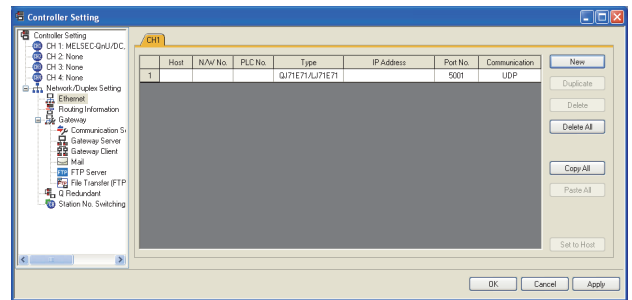 Controller Setting
Controller Setting
CH 1: MELSEC-QnU/DC,
CH 2: None
CH 3: None
CH 4: None
Network/Duplex Setting
Ethernet
Routing Information
Gateway
Communication S
Gateway Server
Gateway Client
Mail
FTP Server
File Transfer (FTP
Q Redundant
Station No. Switching
CH1
Host N/W No. PLC No. Type IP Address Port No. Communication
1 QJ71E71/LJ71E71 5001 UDP
New
Duplicate
Delete
Delete All
Copy All
Paste All
Set to Host
OK Cancel Apply